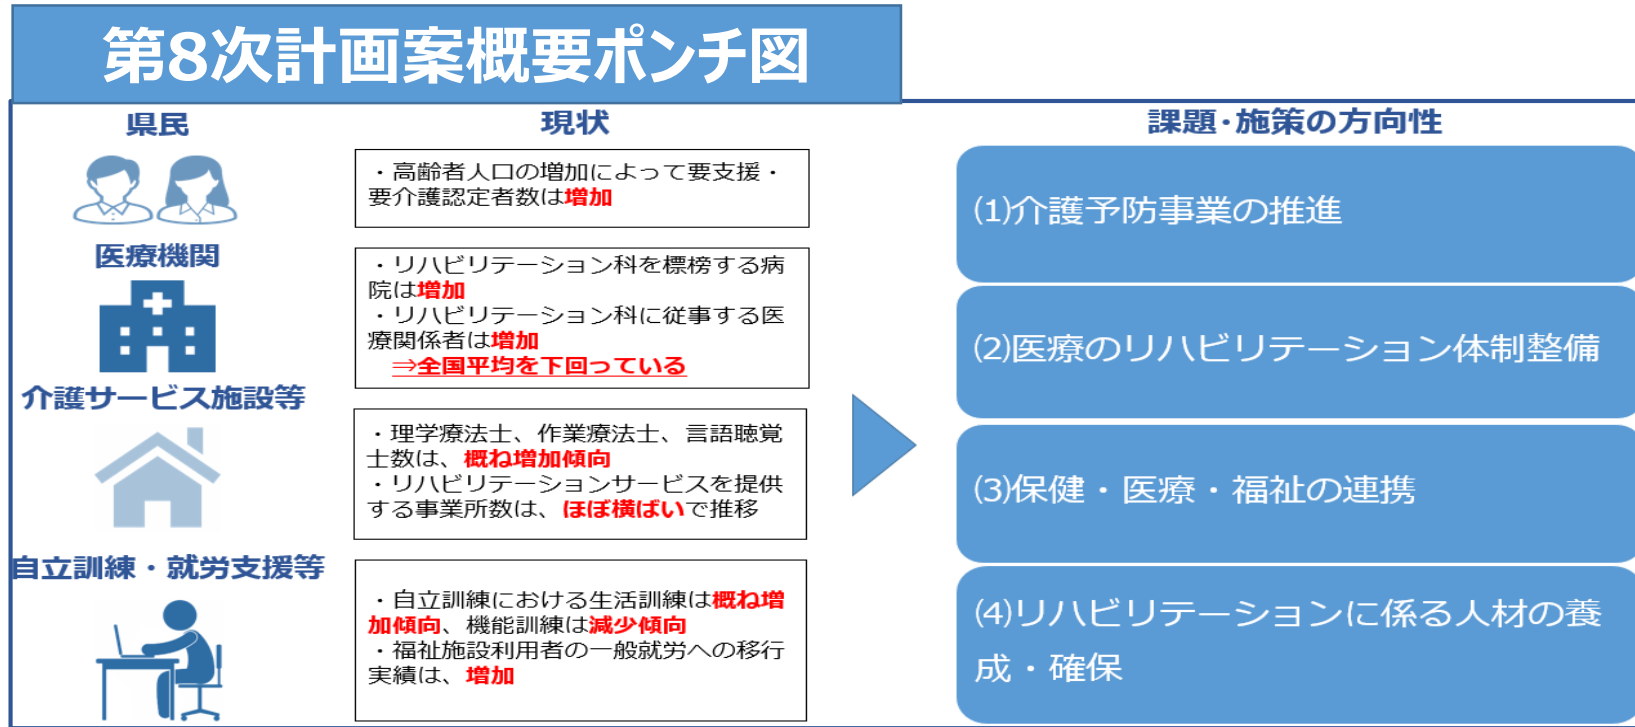 第8次計画案概要ポンチ図
県民
現状
・高齢者人口の増加によって要支援・
要介護認定者数は増加
医療機関
・リハビリテーション科を標榜する病
院は増加
・リハビリテーション科に従事する医
療関係者は増加
⇒全国平均を下回っている
介護サービス施設等
・理学療法士、作業療法士、言語聴覚
士数は、概ね増加傾向
・リハビリテーションサービスを提供
する事業所数は、ほぼ横ばいで推移
自立訓練・就労支援等
・自立訓練における生活訓練は概ね増
加傾向、機能訓練は減少傾向
・福祉施設利用者の一般就労への移行
実績は、増加
課題・施策の方向性
⑴介護予防事業の推進
⑵医療のリハビリテーション体制整備
⑶保健・医療・福祉の連携
⑷リハビリテーションに係る人材の養
成・確保